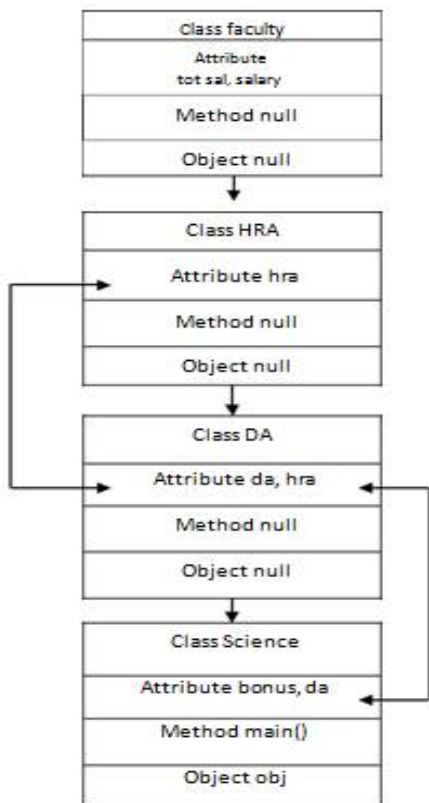 Class faculty
Attribute
tot sal, salary
Method null
Object null
Class HRA
Attribute hra
Method null
Object null
Class DA
Attribute da, hra
Method null
Object null
Class Science
Attribute bonus, da
Method main()
Object obj